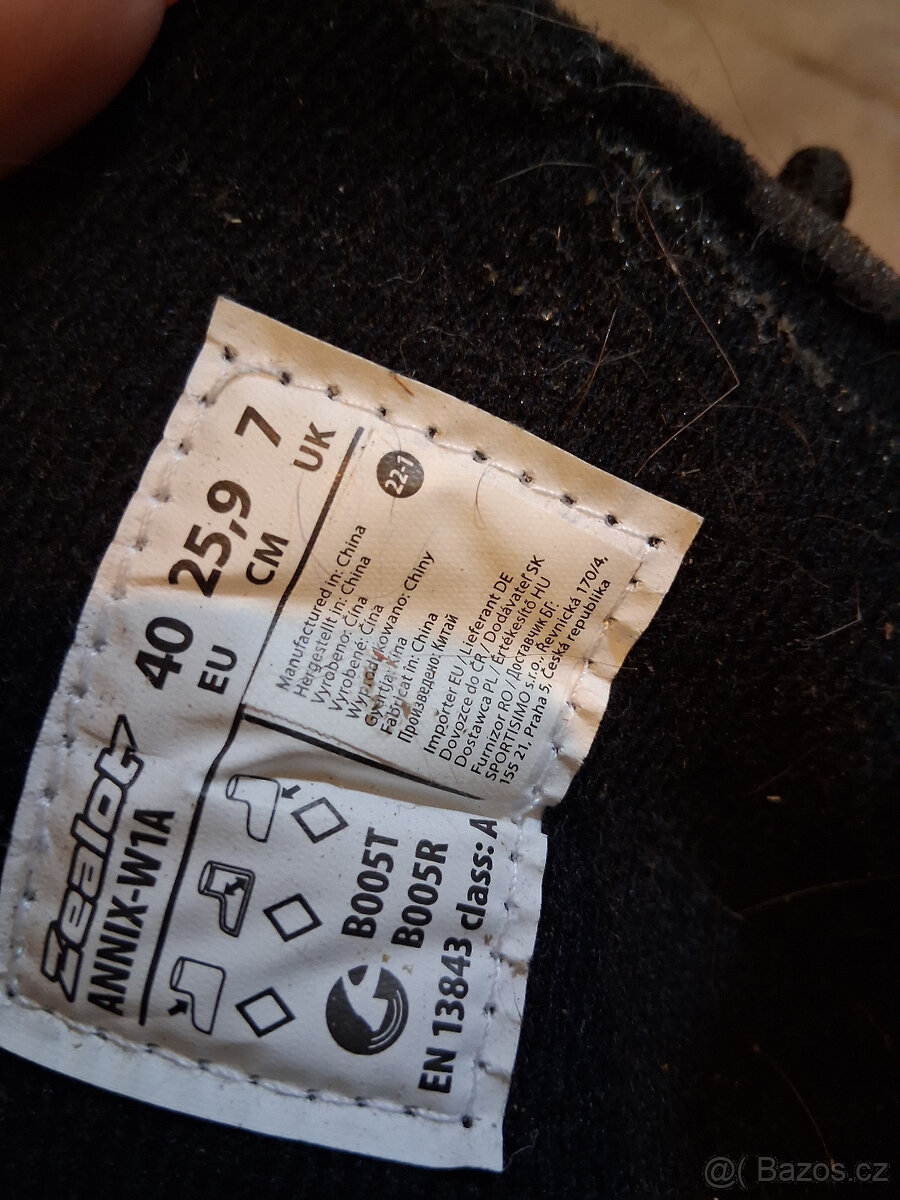 Zealot
ANNIX-W1A
40 25,9 7
EU CM UK
22-1
Manufactured in: China
Hergestellt in: China
Vyrobeno: Čína
Vyrobené: Čína
Wyprodukowano: Chiny
Gyártja: Kína
Fabricat in: China
Произведено: Китай
Importer EU / Lieferant DE
Dovozce do ČR / Dodávateľ SK
Dostawca PL / Értékesítő HU
Furnizor RO / Доставчик БГ:
SPORTISIMO s.r.o., Řevnická 170/4,
155 21, Praha 5, Česká republika
B005T
B005R
EN 13843 class: A
@( Bazos.cz